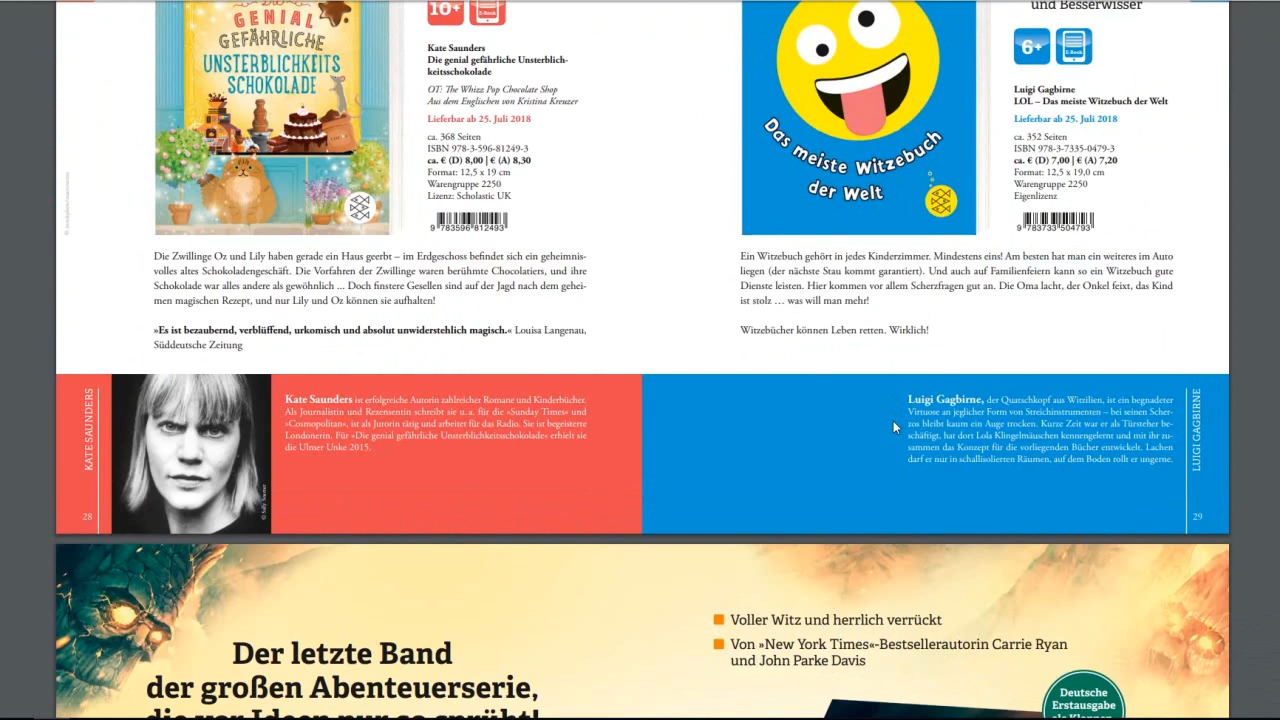 GENIAL
GEFÄHRLICHE
UNSTERBLICHKEITS
SCHOKOLADE
10+
E-Book
Kate Saunders
Die genial gefährliche Unsterblich-
keitsschokolade
OT: The Whizz Pop Chocolate Shop
Aus dem Englischen von Kristina Kreuzer
Lieferbar ab 25. Juli 2018
ca. 368 Seiten
ISBN 978-3-596-81249-3
ca. € (D) 8,00 | € (A) 8,30
Format: 12,5 x 19 cm
Warengruppe 2250
Lizenz: Scholastic UK
9 783596 812493
Die Zwillinge Oz und Lily haben gerade ein Haus geerbt – im Erdgeschoss befindet sich ein geheimnis-
volles altes Schokoladengeschäft. Die Vorfahren der Zwillinge waren berühmte Chocolatiers, und ihre
Schokolade war alles andere als gewöhnlich ... Doch finstere Gesellen sind auf der Jagd nach dem gehei-
men magischen Rezept, und nur Lily und Oz können sie aufhalten!
»Es ist bezaubernd, verblüffend, urkomisch und absolut unwiderstehlich magisch.« Louisa Langenau,
Süddeutsche Zeitung
und Besserwisser
6+
E-Book
Das meiste Witzebuch
der Welt
Luigi Gagbirne
LOL – Das meiste Witzebuch der Welt
Lieferbar ab 25. Juli 2018
ca. 352 Seiten
ISBN 978-3-7335-0479-3
ca. € (D) 7,00 | € (A) 7,20
Format: 12,5 x 19,0 cm
Warengruppe 2250
Eigenlizenz
9 783733 504793
Ein Witzebuch gehört in jedes Kinderzimmer. Mindestens eins! Am besten hat man ein weiteres im Auto
liegen (der nächste Stau kommt garantiert). Und auch auf Familienfeiern kann so ein Witzebuch gute
Dienste leisten. Hier kommen vor allem Scherzfragen gut an. Die Oma lacht, der Onkel feixt, das Kind
ist stolz … was will man mehr!
Witzebücher können Leben retten. Wirklich!
KATE SAUNDERS
28
Kate Saunders ist erfolgreiche Autorin zahlreicher Romane und Kinderbücher.
Als Journalistin und Rezensentin schreibt sie u. a. für die »Sunday Times« und
»Cosmopolitan«, ist als Jurorin tätig und arbeitet für das Radio. Sie ist begeisterte
Londonerin. Für »Die genial gefährliche Unsterblichkeitsschokolade« erhielt sie
die Ulmer Unke 2015.
Luigi Gagbirne, der Quatschkopf aus Witzilien, ist ein begnadeter
Virtuose an jeglicher Form von Streichinstrumenten – bei seinen Scher-
zos bleibt kaum ein Auge trocken. Kurze Zeit war er als Türsteher be-
schäftigt, hat dort Lola Klingelmäuschen kennengelernt und mit ihr zu-
sammen das Konzept für die vorliegenden Bücher entwickelt. Lachen
darf er nur in schallisolierten Räumen, auf dem Boden rollt er ungerne.
LUIGI GAGBIRNE
29
Der letzte Band
der großen Abenteuerserie,
die vor Ideen nur so sprüht!
Voller Witz und herrlich verrückt
Von »New York Times«-Bestsellerautorin Carrie Ryan
und John Parke Davis
Deutsche
Erstausgabe